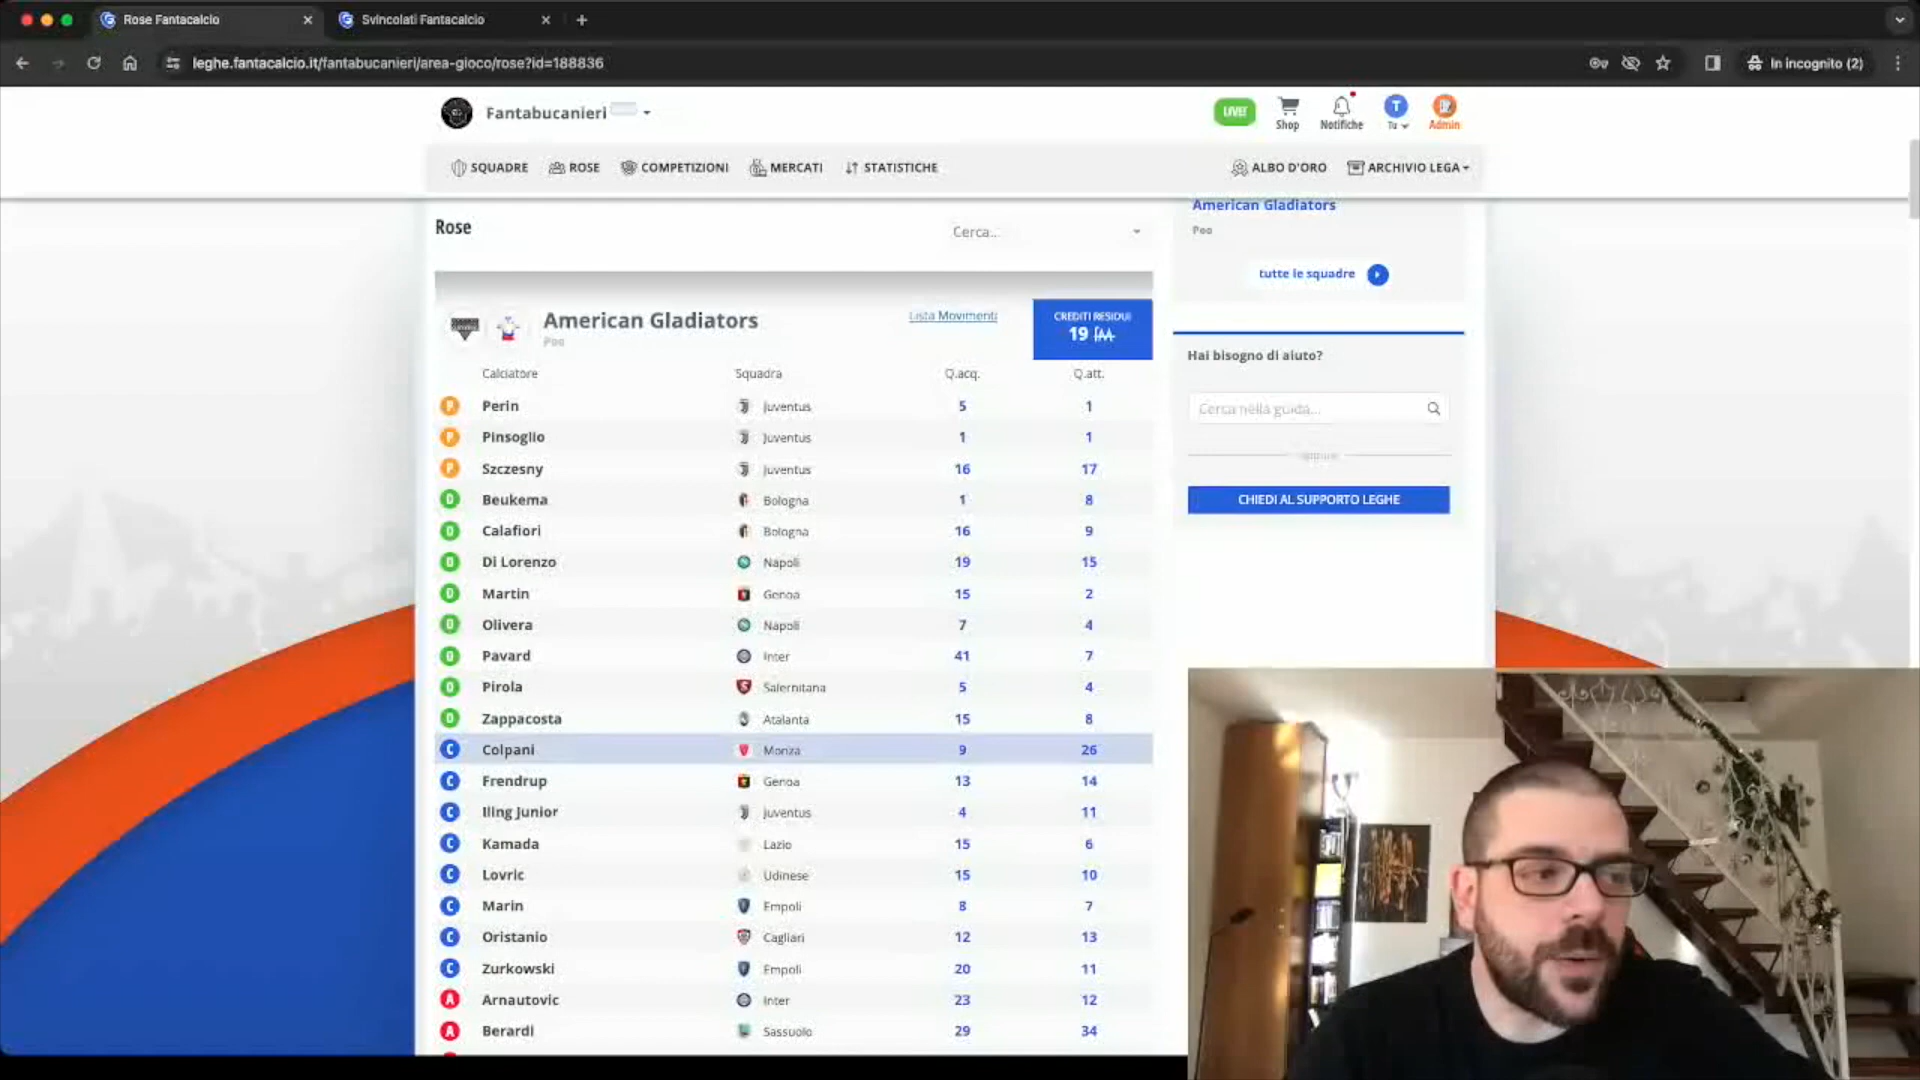 Rose Fantacalcio
Svincolati Fantacalcio
leghe.fantacalcio.it/fantabucanieri/area-gioco/rose?id=188836
In incognito (2)
Fantabucanieri
LIVE!
Shop
Notifiche
T
Tu
Admin
SQUADRE
ROSE
COMPETIZIONI
MERCATI
STATISTICHE
ALBO D'ORO
ARCHIVIO LEGA
Rose
Cerca...
American Gladiators
Poo
tutte le squadre
American Gladiators
Poo
Lista Movimenti
CREDITI RESIDUI
19
Calciatore Squadra Q.acq. Q.att.
P Perin Juventus 5 1
P Pinsoglio Juventus 1 1
P Szczesny Juventus 16 17
D Beukema Bologna 1 8
D Calafiori Bologna 16 9
D Di Lorenzo Napoli 19 15
D Martin Genoa 15 2
D Olivera Napoli 7 4
D Pavard Inter 41 7
D Pirola Salernitana 5 4
D Zappacosta Atalanta 15 8
C Colpani Monza 9 26
C Frendrup Genoa 13 14
C Iling Junior Juventus 4 11
C Kamada Lazio 15 6
C Lovric Udinese 15 10
C Marin Empoli 8 7
C Oristanio Cagliari 12 13
C Zurkowski Empoli 20 11
A Arnautovic Inter 23 12
A Berardi Sassuolo 29 34
Hai bisogno di aiuto?
Cerca nella guida...
oppure
CHIEDI AL SUPPORTO LEGHE